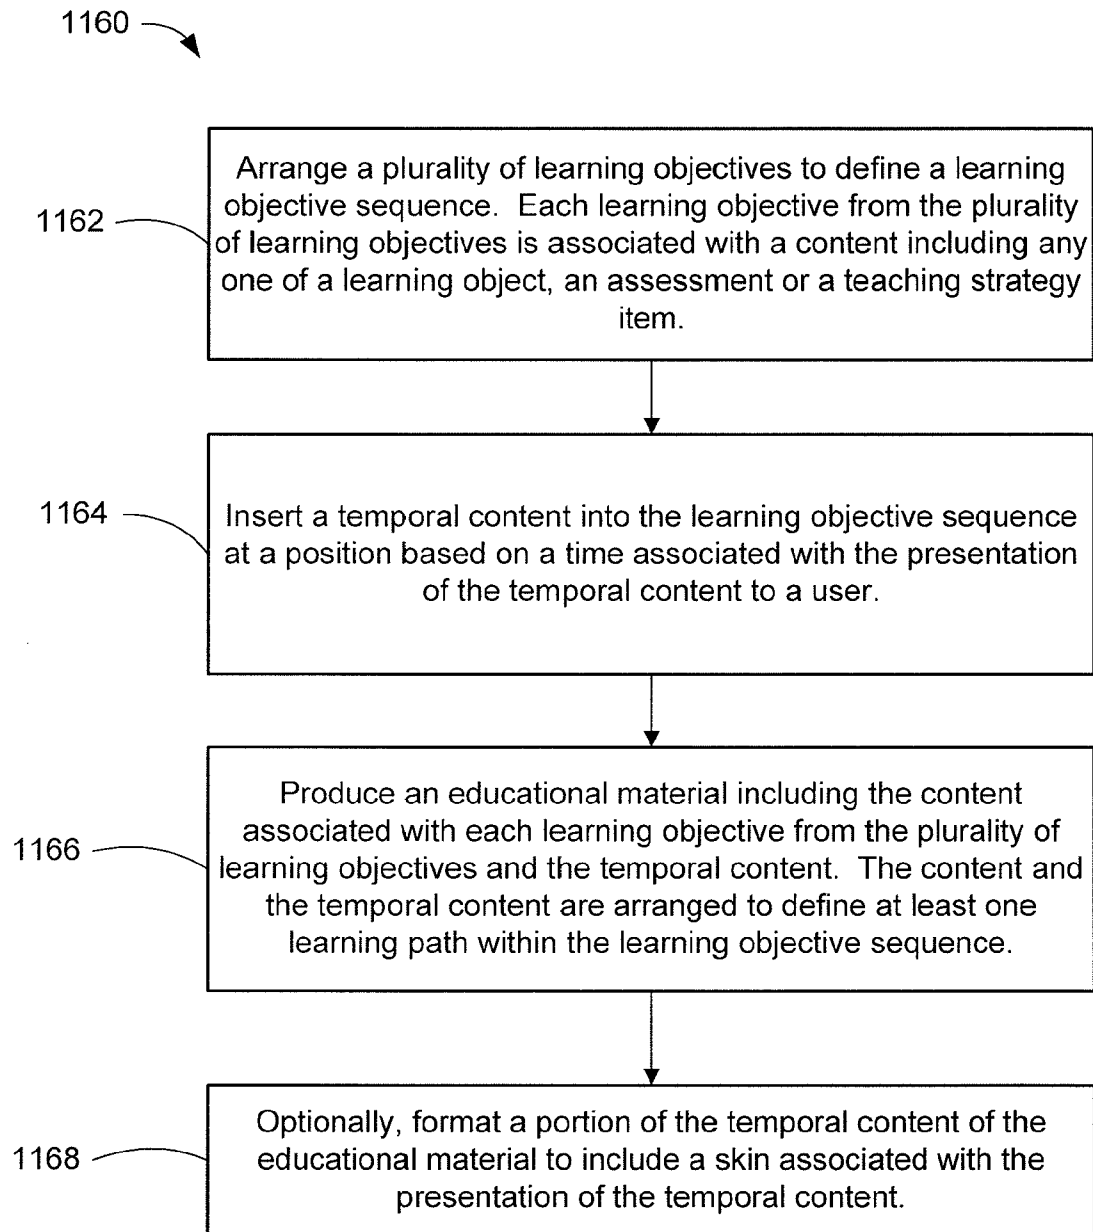 1160
Arrange a plurality of learning objectives to define a learning
objective sequence. Each learning objective from the plurality
1162
of learning objectives is associated with a content including any
one of a learning object, an assessment or a teaching strategy
item.
1164
Insert a temporal content into the learning objective sequence
at a position based on a time associated with the presentation
of the temporal content to a user.
Produce an educational material including the content
associated with each learning objective from the plurality of
1166
learning objectives and the temporal content. The content and
the temporal content are arranged to define at least one
learning path within the learning objective sequence.
Optionally, format a portion of the temporal content of the
1168
educational material to include a skin associated with the
presentation of the temporal content.